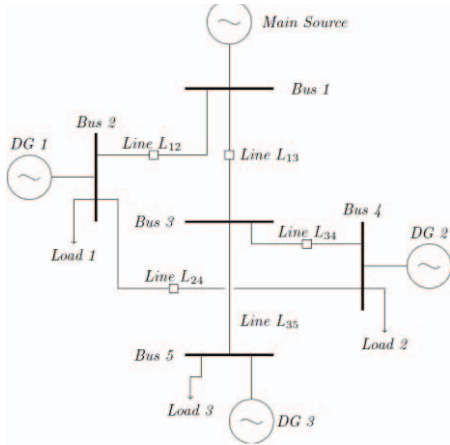 Main Source
Bus 1
Bus 2
DG 1
Line L12
Line L13
Bus 3
Bus 4
Line L34
DG 2
Load 1
Line L24
Line L35
Load 2
Bus 5
Load 3
DG 3